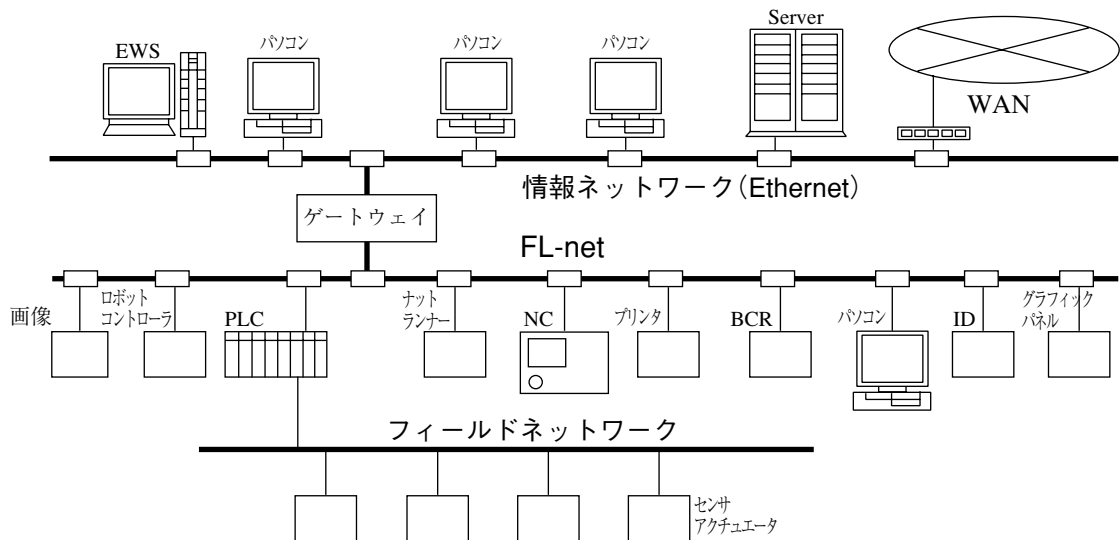 Server
EWS
パソコン
パソコン
パソコン
WAN
情報ネットワーク(Ethernet)
ゲートウェイ
FL-net
画像
ロボット
コントローラ
PLC
ナット
ランナー
NC
プリンタ
BCR
パソコン
ID
グラフィック
パネル
フィールドネットワーク
センサ
アクチュエータ